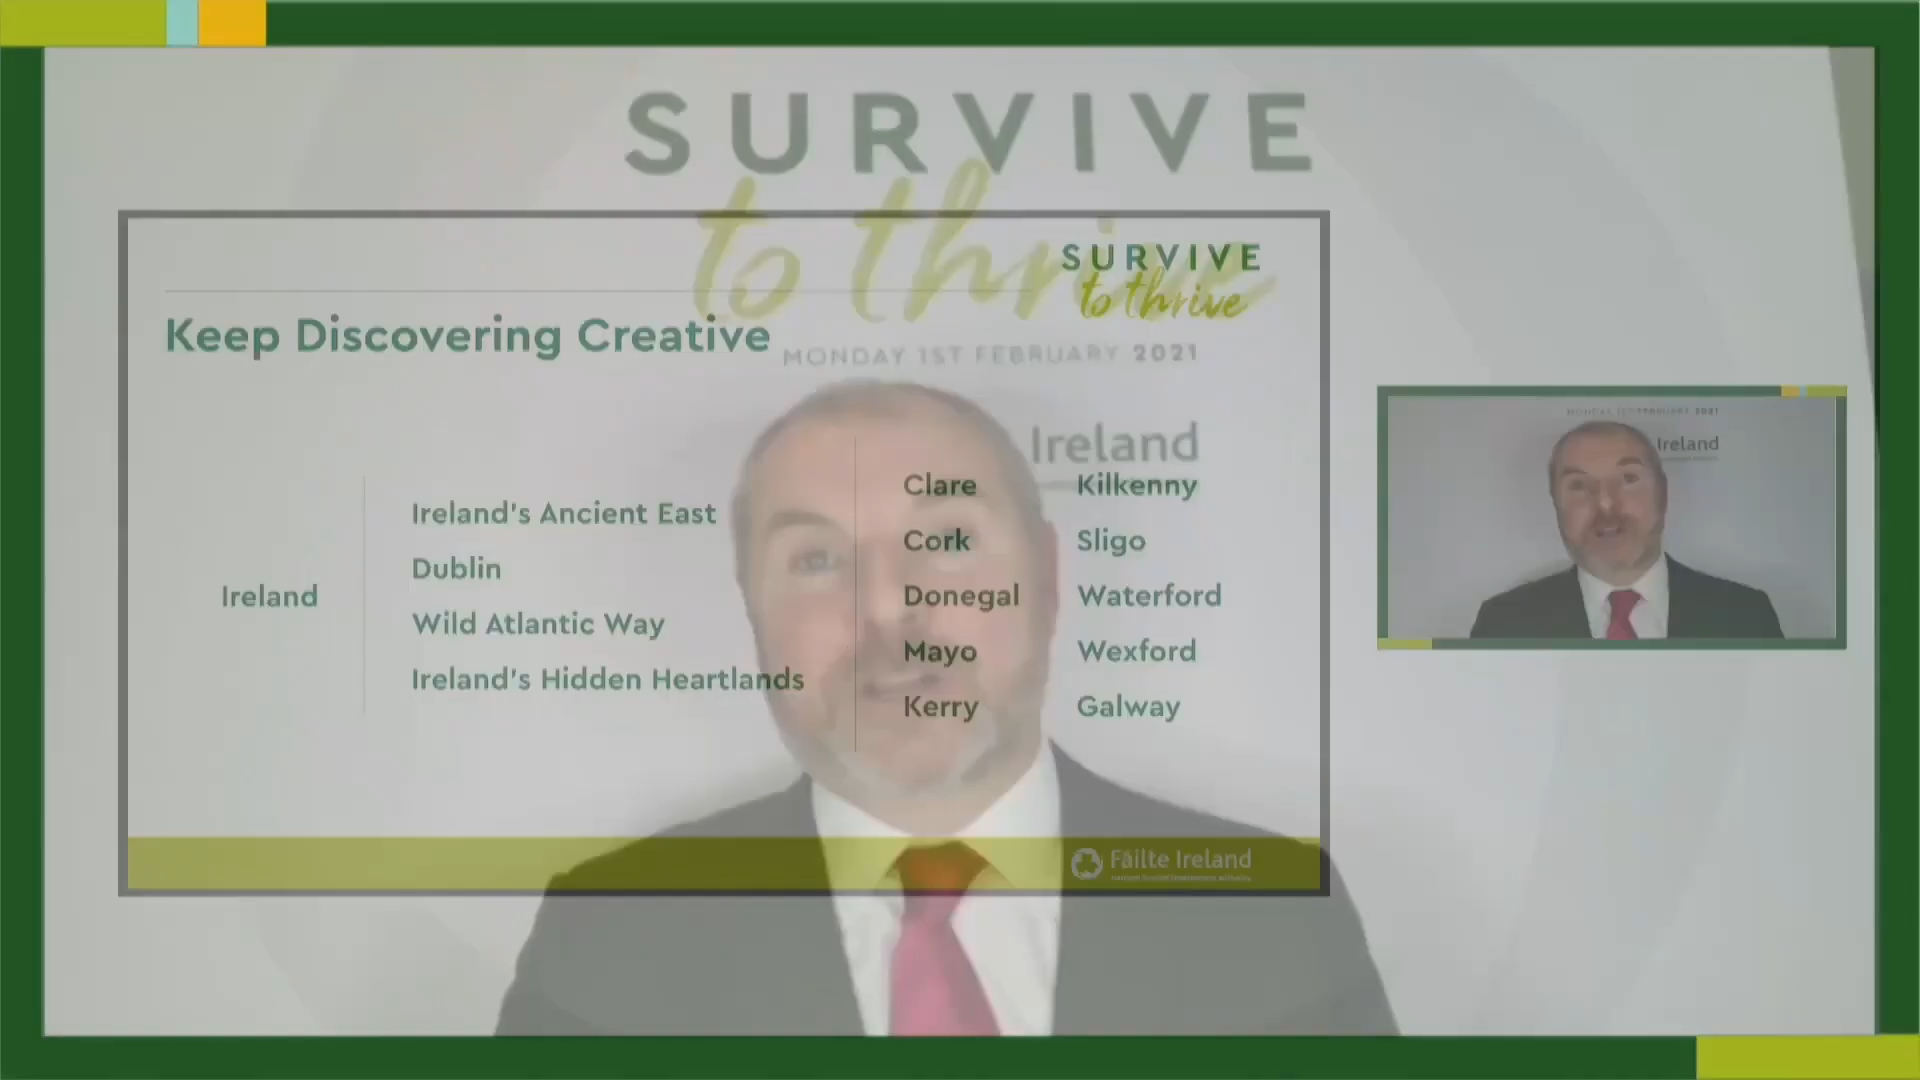 SURVIVE
to thrive
MONDAY 1ST FEBRUARY 2021
Ireland
SURVIVE
to thrive
Keep Discovering Creative
Ireland
Ireland's Ancient East
Dublin
Wild Atlantic Way
Ireland's Hidden Heartlands
Clare Kilkenny
Cork Sligo
Donegal Waterford
Mayo Wexford
Kerry Galway
Fáilte Ireland
MONDAY 1ST FEBRUARY 2021
Ireland